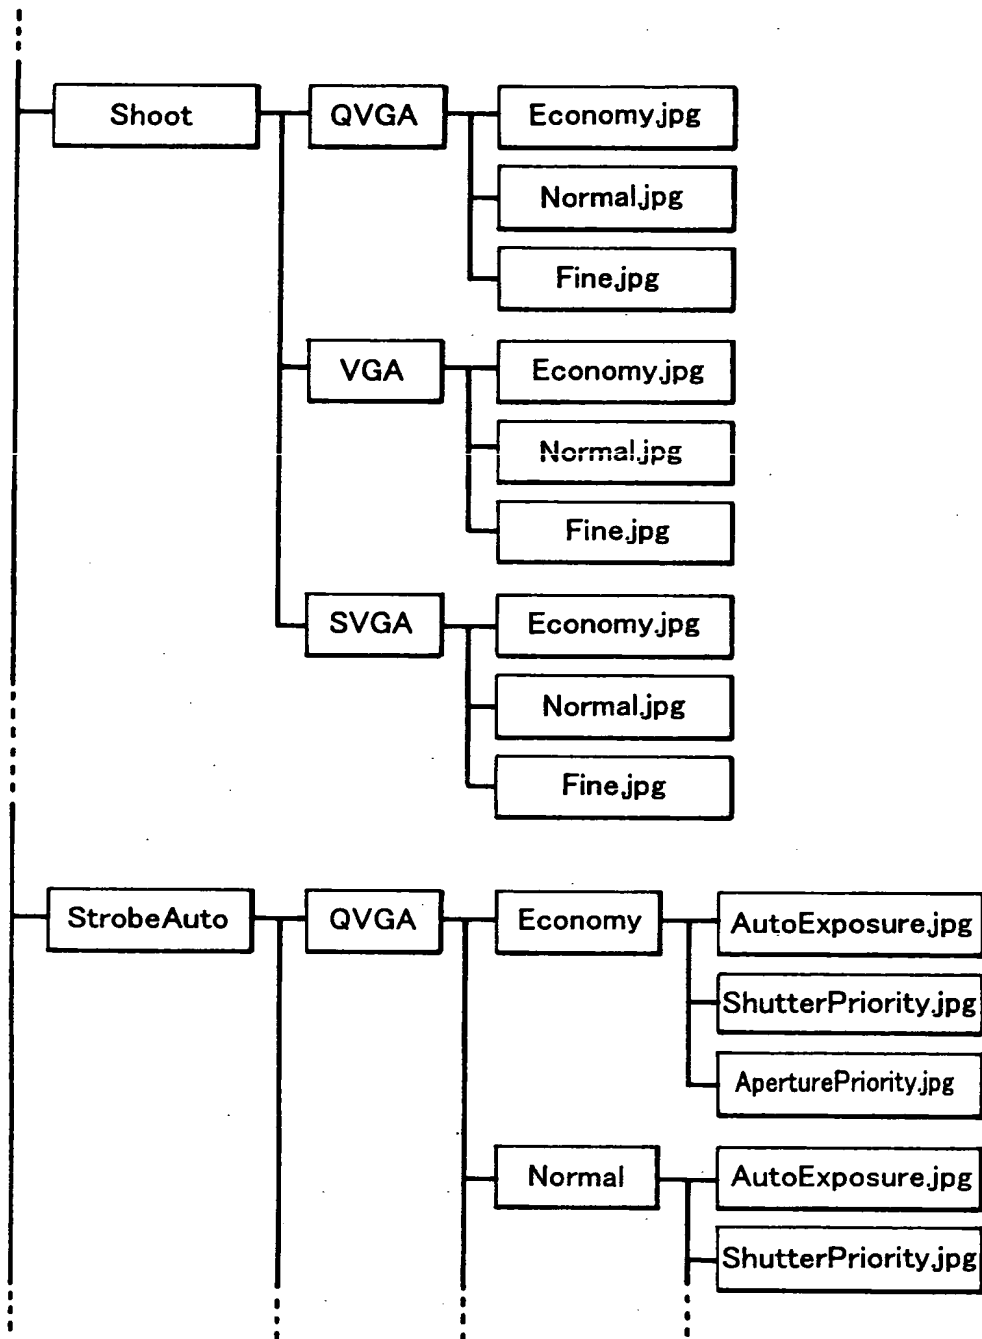 Shoot
QVGA
Economy.jpg
Normal.jpg
Fine.jpg
VGA
Economy.jpg
Normal.jpg
Fine.jpg
SVGA
Economy.jpg
Normal.jpg
Fine.jpg
StrobeAuto
QVGA
Economy
AutoExposure.jpg
ShutterPriority.jpg
AperturePriority.jpg
Normal
AutoExposure.jpg
ShutterPriority.jpg